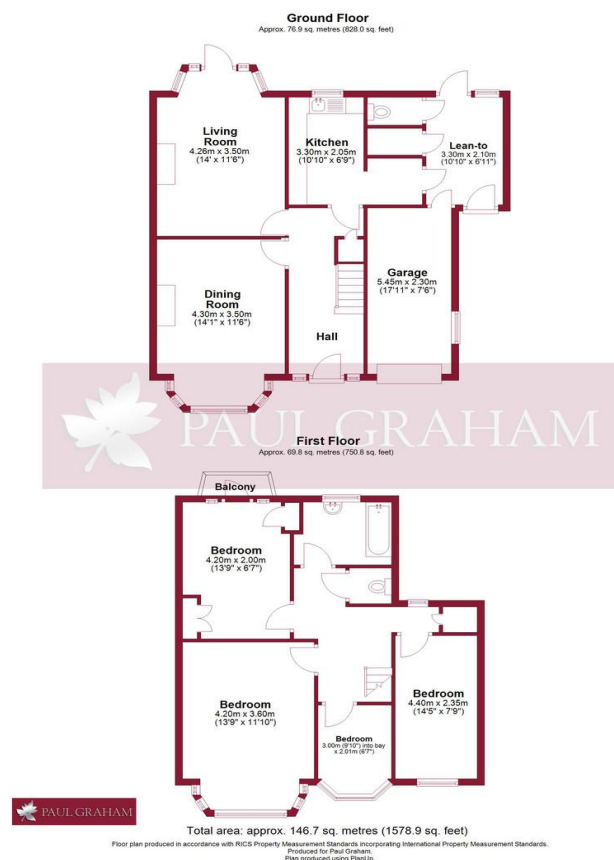 Ground Floor
Approx. 76.9 sq. metres (828.0 sq. feet)
Living
Room
4.26m x 3.50m
(14' x 11'6")
Kitchen
3.30m x 2.05m
(10'10" x 6'9")
Lean-to
3.30m x 2.10m
(10'10" x 6'11")
Dining
Room
4.30m x 3.50m
(14'1" x 11'6")
Hall
Garage
5.45m x 2.30m
(17'11" x 7'6")
PAUL GRAHAM
First Floor
Approx. 69.8 sq. metres (750.8 sq. feet)
Balcony
Bedroom
4.20m x 2.00m
(13'9" x 6'7")
Bedroom
4.20m x 3.60m
(13'9" x 11'10")
Bedroom
3.00m (9'10") into bay
x 2.01m (6'7")
Bedroom
4.40m x 2.35m
(14'5" x 7'9")
PAUL GRAHAM
Total area: approx. 146.7 sq. metres (1578.9 sq. feet)
Floor plan produced in accordance with RICS Property Measurement Standards incorporating International Property Measurement Standards.
Produced for Paul Graham.
Plan produced using PlanUp.